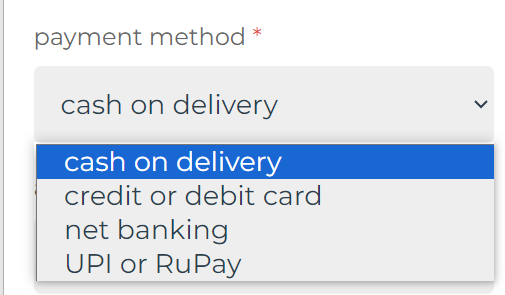 payment method *
cash on delivery
cash on delivery
credit or debit card
net banking
UPI or RuPay